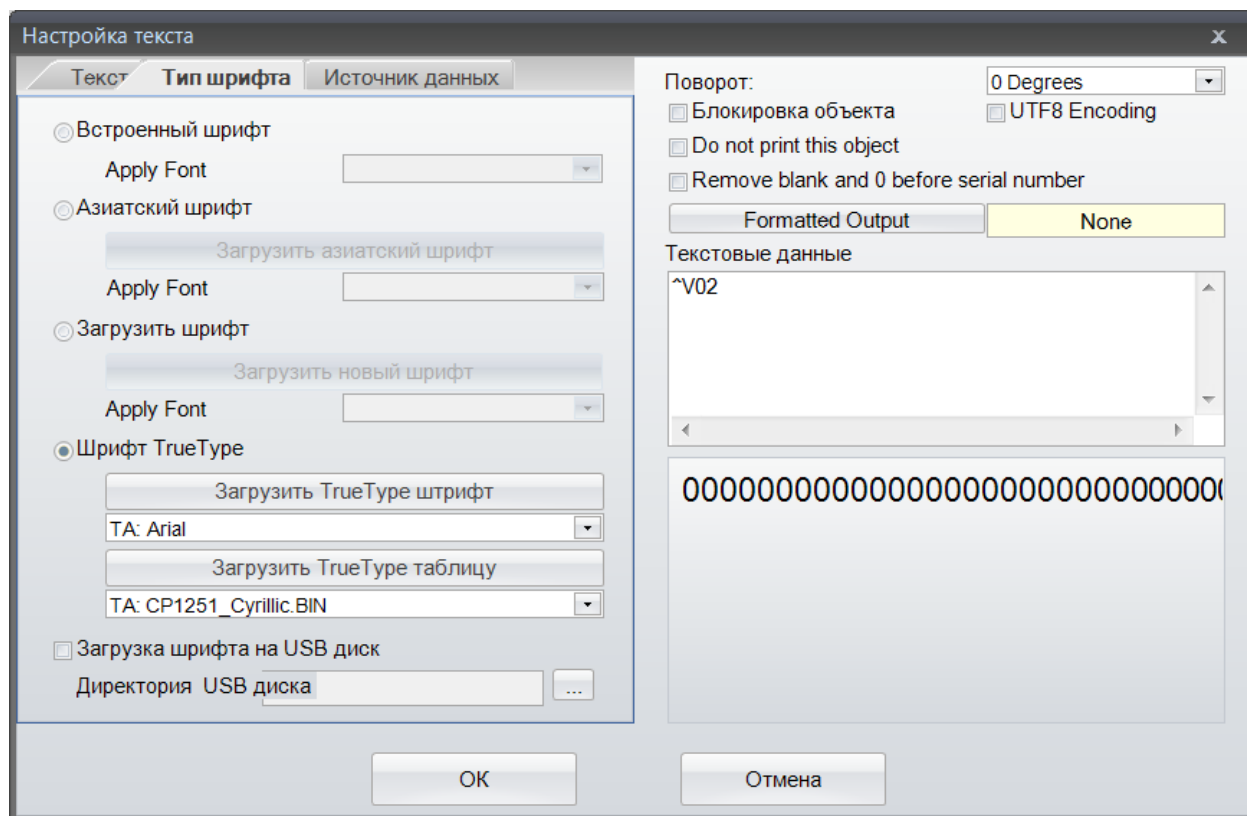 Настройка текста x
Текст Тип шрифта Источник данных
Встроенный шрифт
Apply Font
Азиатский шрифт
Загрузить азиатский шрифт
Apply Font
Загрузить шрифт
Загрузить новый шрифт
Apply Font
Шрифт TrueType
Загрузить TrueType штрифт
TA: Arial
Загрузить TrueType таблицу
TA: CP1251_Cyrillic.BIN
Загрузка шрифта на USB диск
Директория USB диска ...
Поворот: 0 Degrees
Блокировка объекта UTF8 Encoding
Do not print this object
Remove blank and 0 before serial number
Formatted Output None
Текстовые данные
^V02
00000000000000000000000000000
ОК Отмена